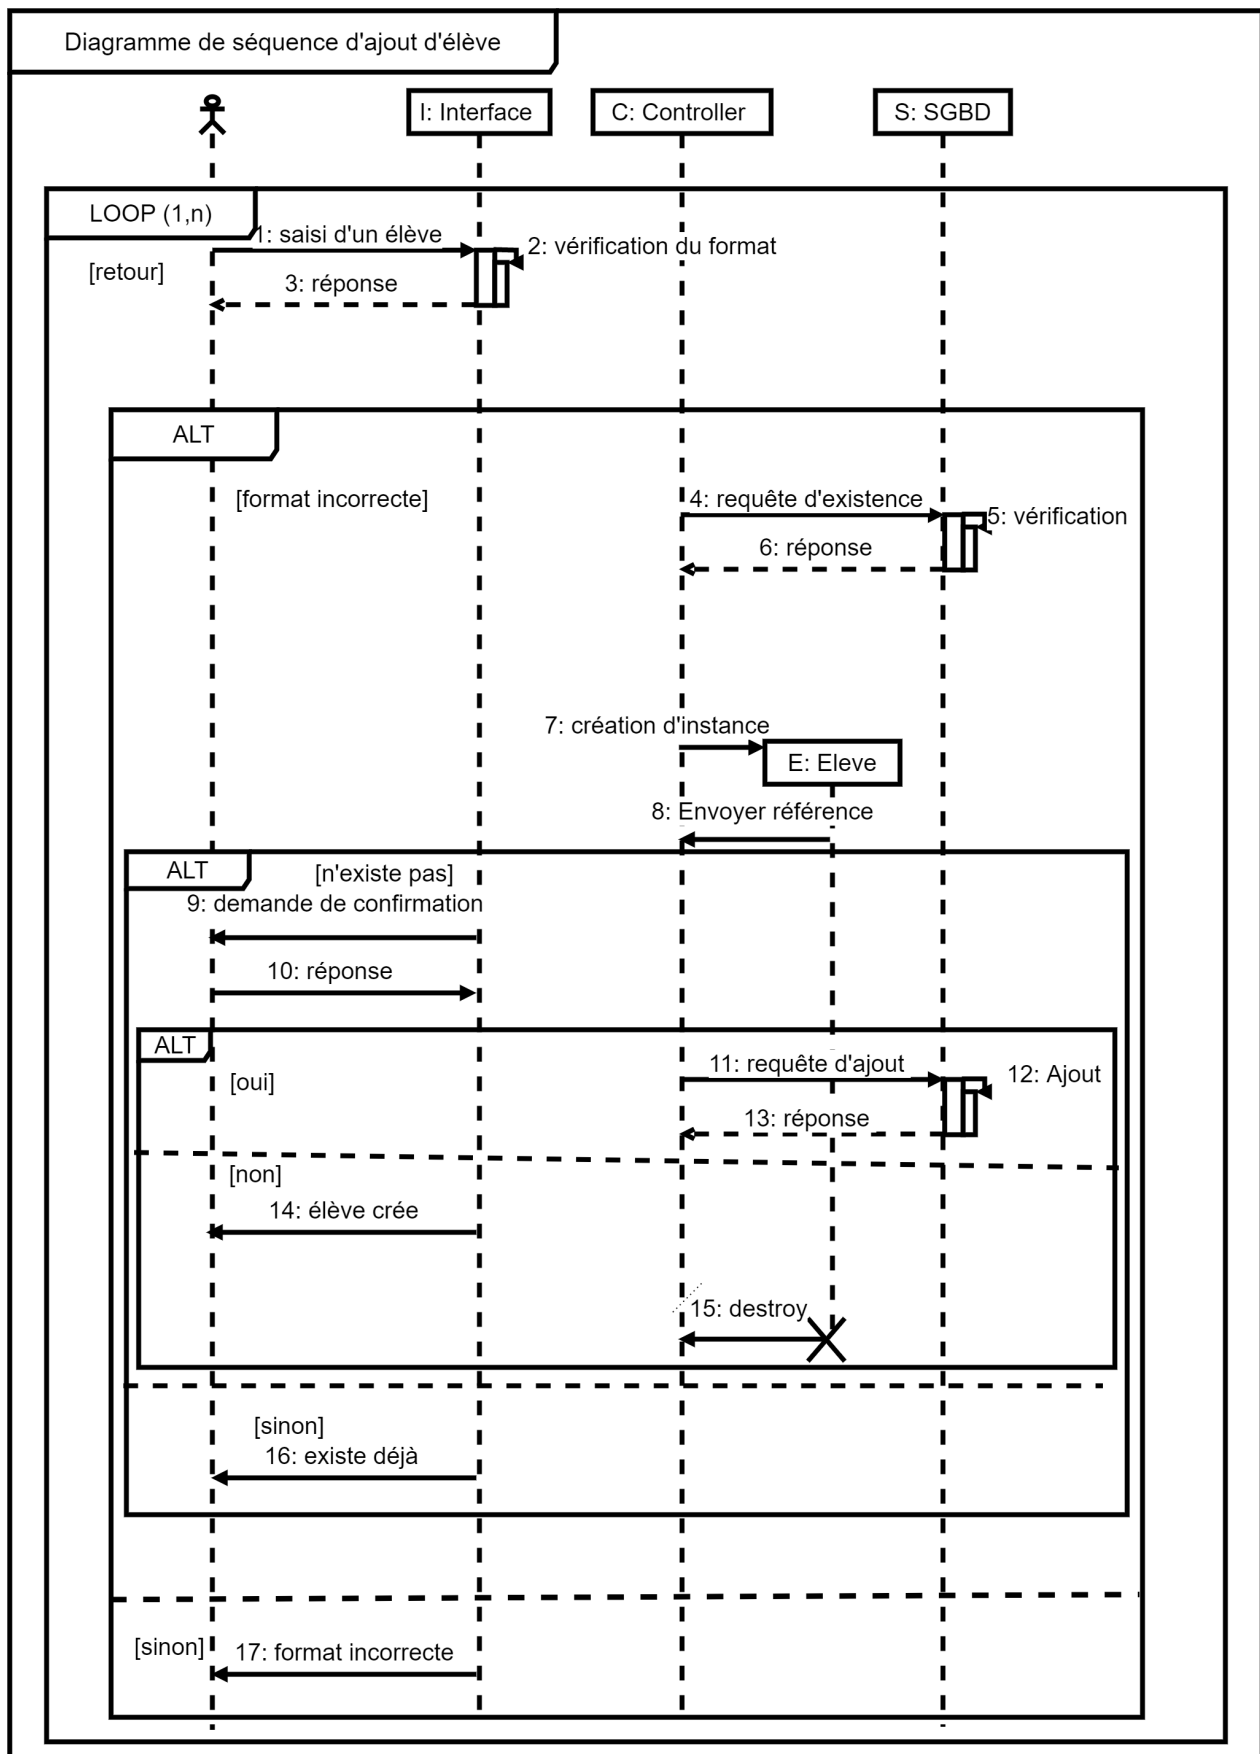 Diagramme de séquence d'ajout d'élève
I: Interface
C: Controller
S: SGBD
LOOP (1,n)
1: saisi d'un élève
2: vérification du format
[retour]
3: réponse
ALT
[format incorrecte]
4: requête d'existence
5: vérification
6: réponse
7: création d'instance
E: Eleve
8: Envoyer référence
ALT
[n'existe pas]
9: demande de confirmation
10: réponse
ALT
11: requête d'ajout
12: Ajout
[oui]
13: réponse
[non]
14: élève crée
15: destroy
[sinon]
16: existe déjà
[sinon]
17: format incorrecte